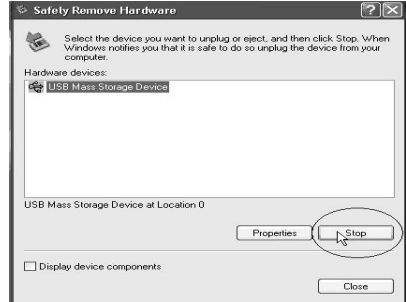 Safely Remove Hardware
Select the device you want to unplug or eject, and then click Stop. When
Windows notifies you that it is safe to do so unplug the device from your
computer.
Hardware devices:
USB Mass Storage Device
USB Mass Storage Device at Location 0
Properties
Stop
Display device components
Close